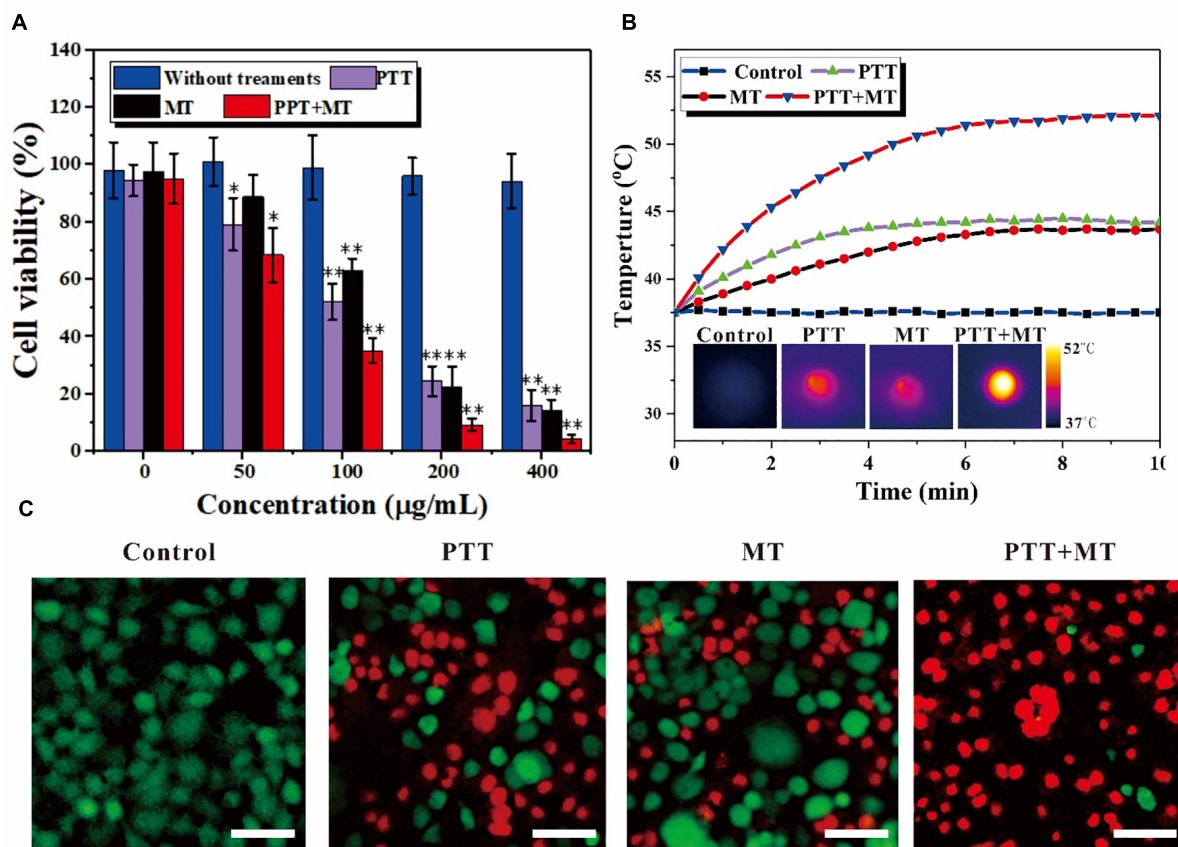 A
Cell viability (%)
140
120
100
80
60
40
20
0
Without treaments PTT
MT PPT+MT
*
*
**
**
**
** **
**
**
**
**
0 50 100 200 400
Concentration (μg/mL)
B
Temperture (ºC)
55
50
45
40
35
30
Control PTT
MT PTT+MT
Control PTT MT PTT+MT
52°C
37°C
0 2 4 6 8 10
Time (min)
C
Control PTT MT PTT+MT